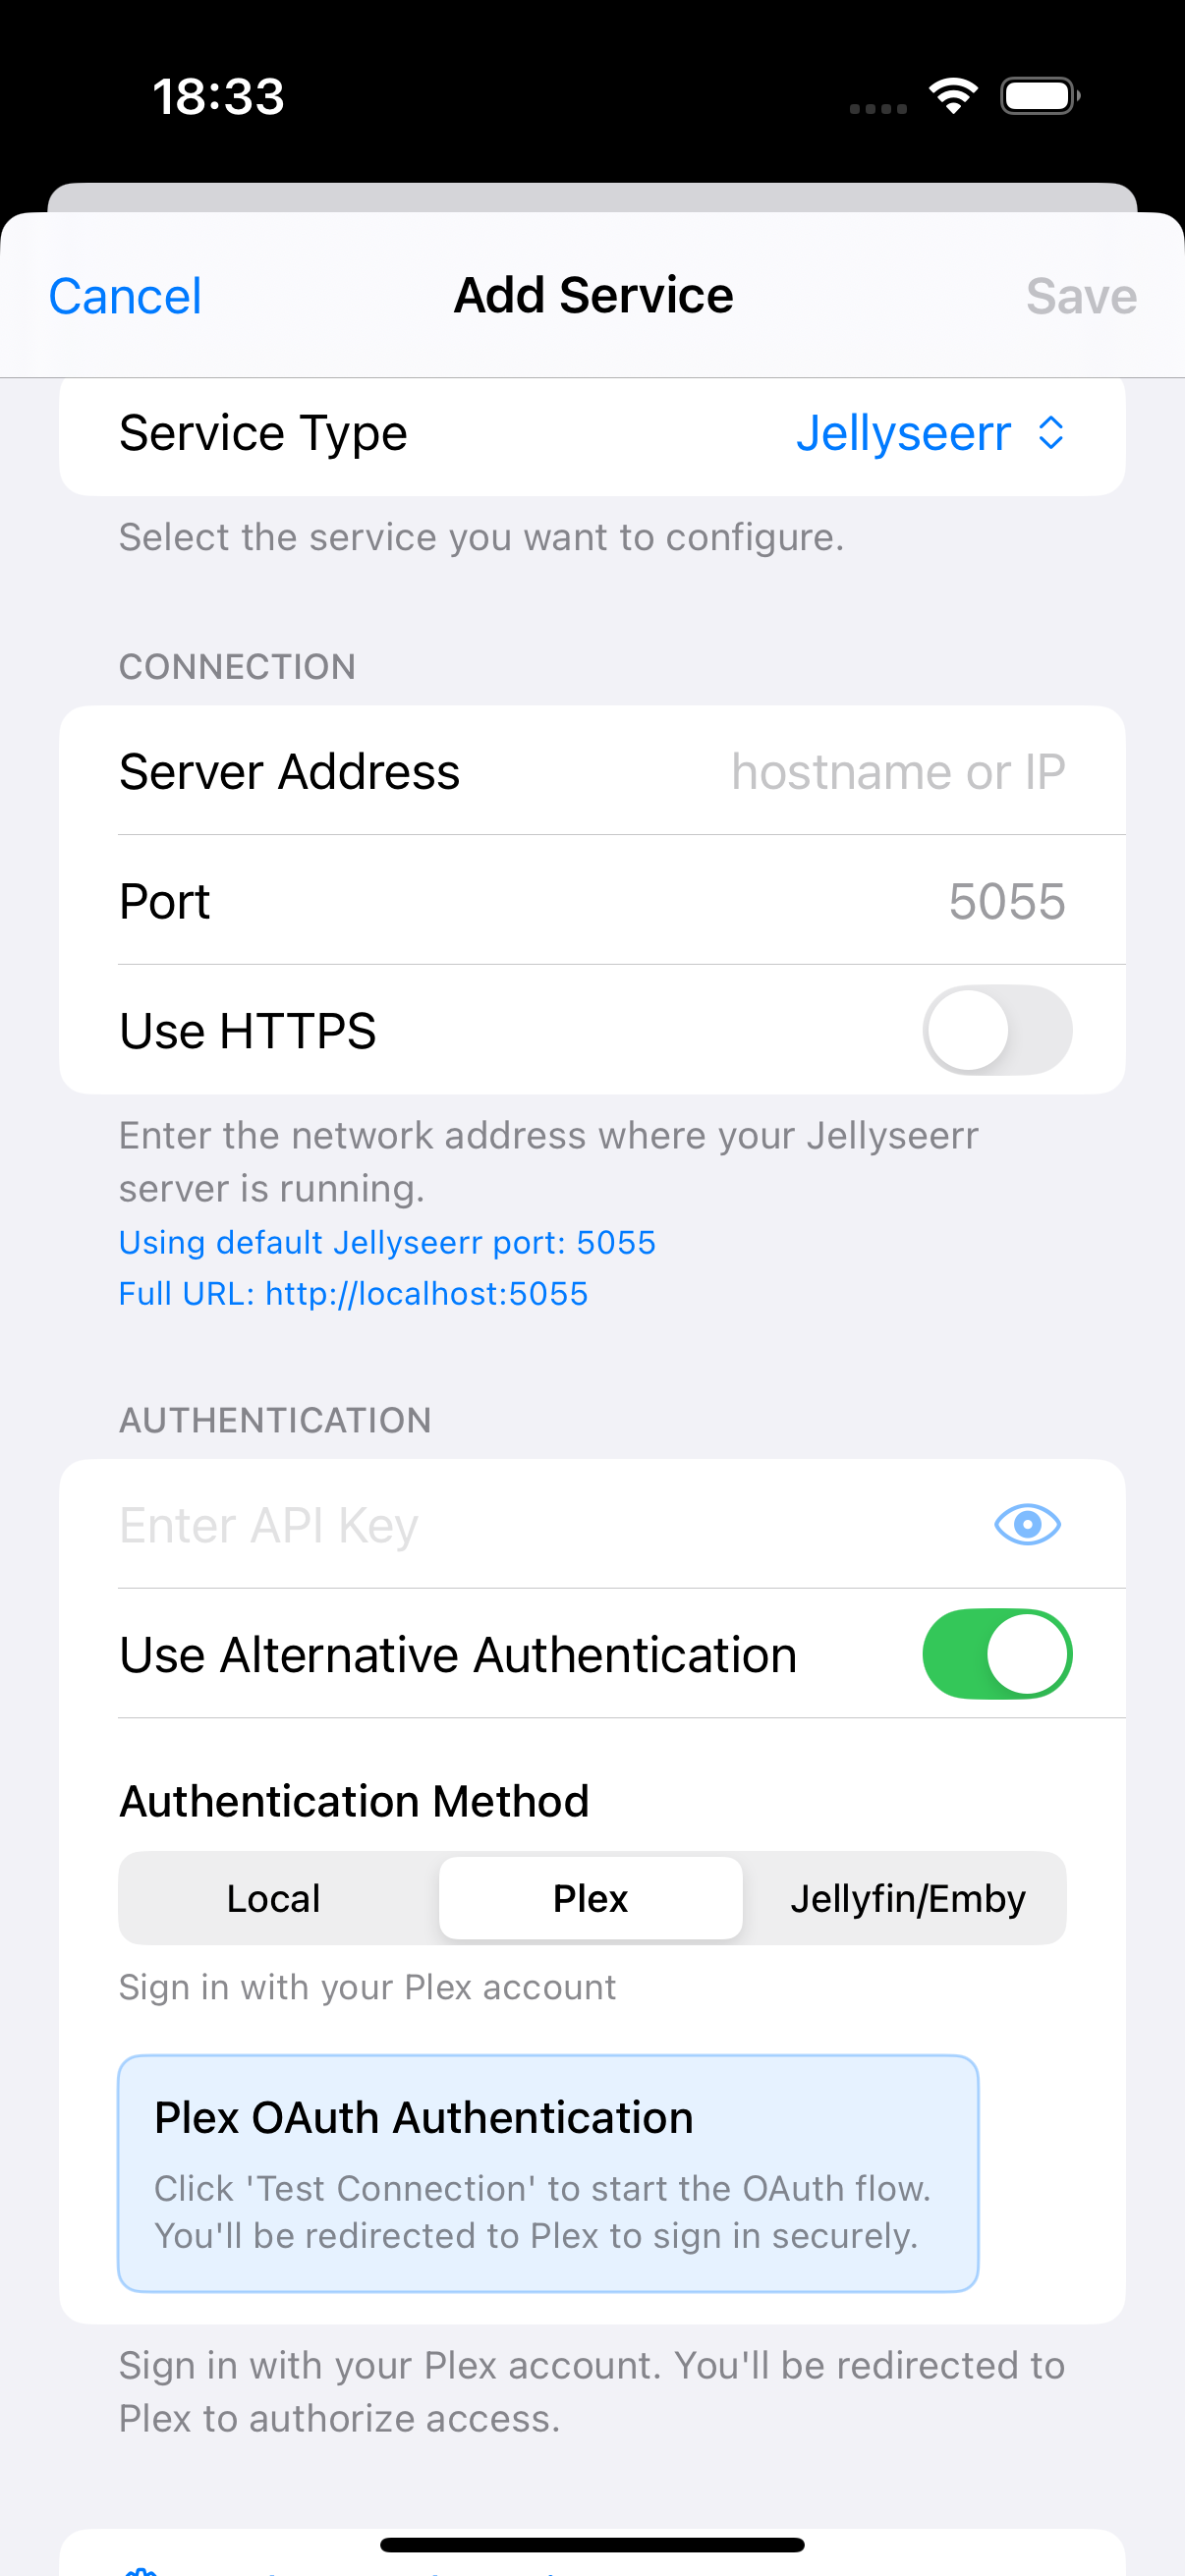 18:33
Cancel
Add Service
Save
Service Type
Jellyseerr
Select the service you want to configure.
CONNECTION
Server Address
hostname or IP
Port
5055
Use HTTPS
Enter the network address where your Jellyseerr
server is running.
Using default Jellyseerr port: 5055
Full URL: http://localhost:5055
AUTHENTICATION
Enter API Key
Use Alternative Authentication
Authentication Method
Local
Plex
Jellyfin/Emby
Sign in with your Plex account
Plex OAuth Authentication
Click 'Test Connection' to start the OAuth flow.
You'll be redirected to Plex to sign in securely.
Sign in with your Plex account. You'll be redirected to
Plex to authorize access.